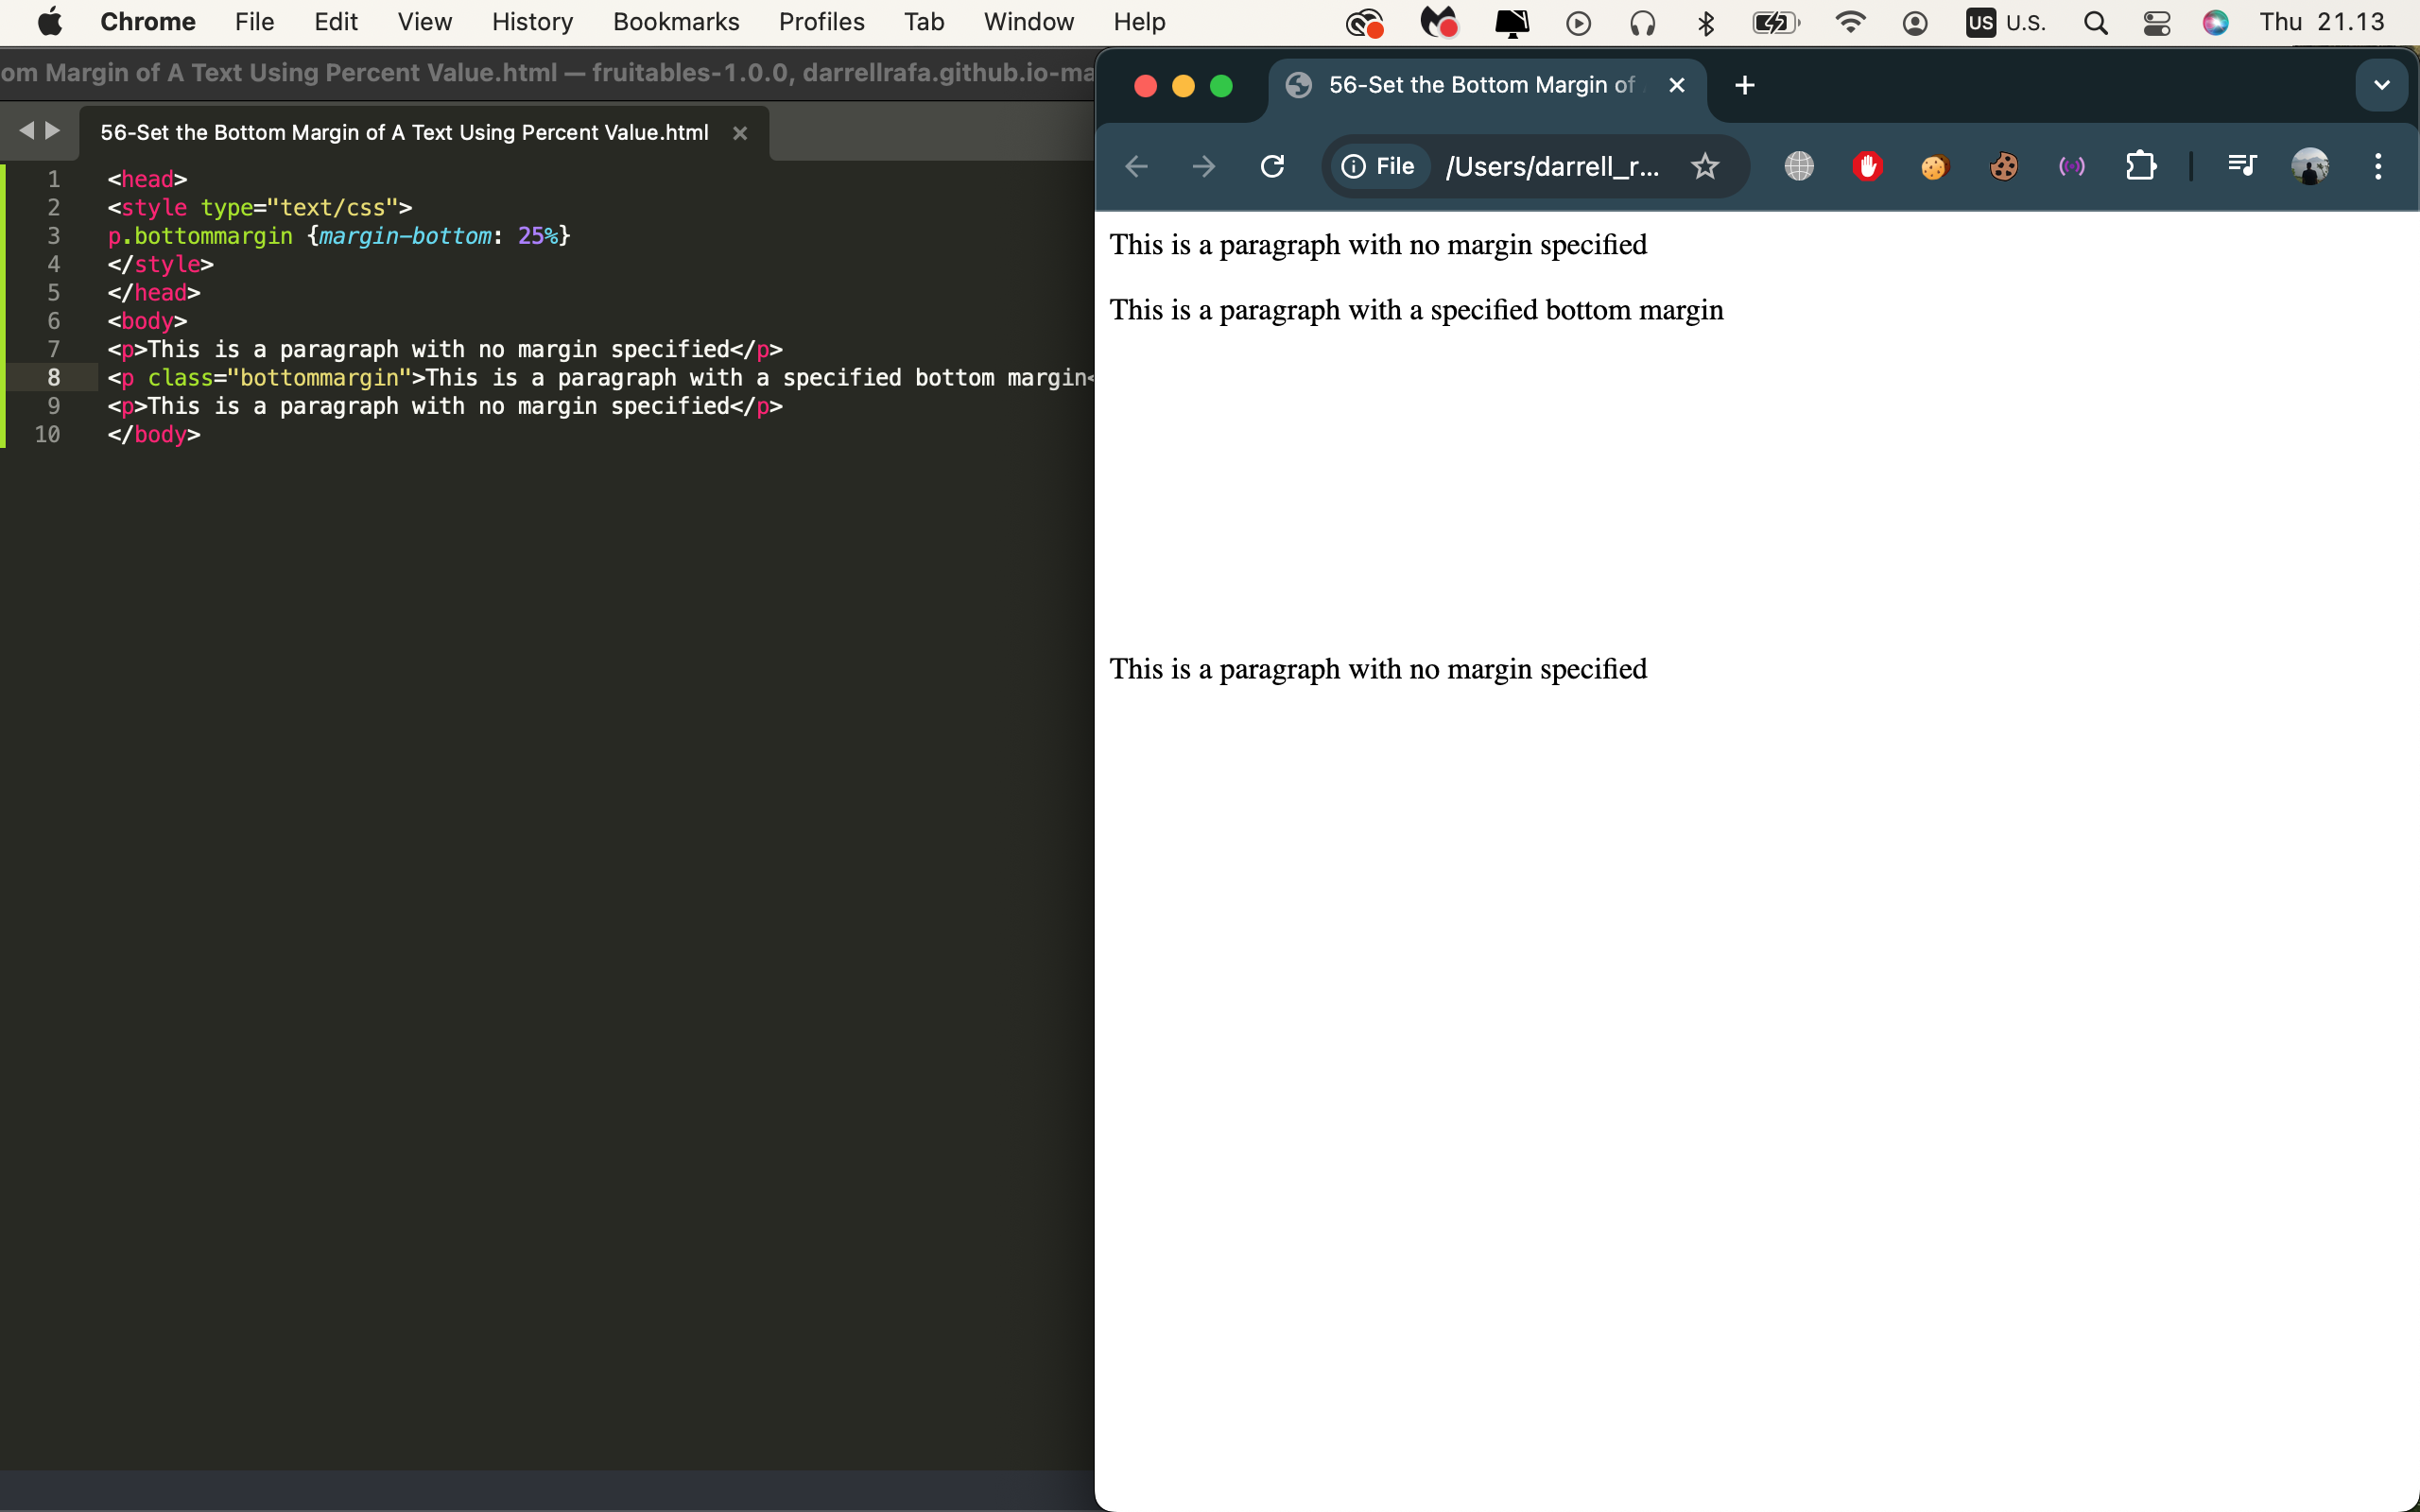 Chrome File Edit View History Bookmarks Profiles Tab Window Help US U.S. Thu 21.13
om Margin of A Text Using Percent Value.html — fruitables-1.0.0, darrellrafa.github.io-ma
56-Set the Bottom Margin of A Text Using Percent Value.html
1 <head>
2 <style type="text/css">
3 p.bottommargin {margin-bottom: 25%}
4 </style>
5 </head>
6 <body>
7 <p>This is a paragraph with no margin specified</p>
8 <p class="bottommargin">This is a paragraph with a specified bottom margin<
9 <p>This is a paragraph with no margin specified</p>
10 </body>
56-Set the Bottom Margin of
File /Users/darrell_r...
This is a paragraph with no margin specified
This is a paragraph with a specified bottom margin
This is a paragraph with no margin specified